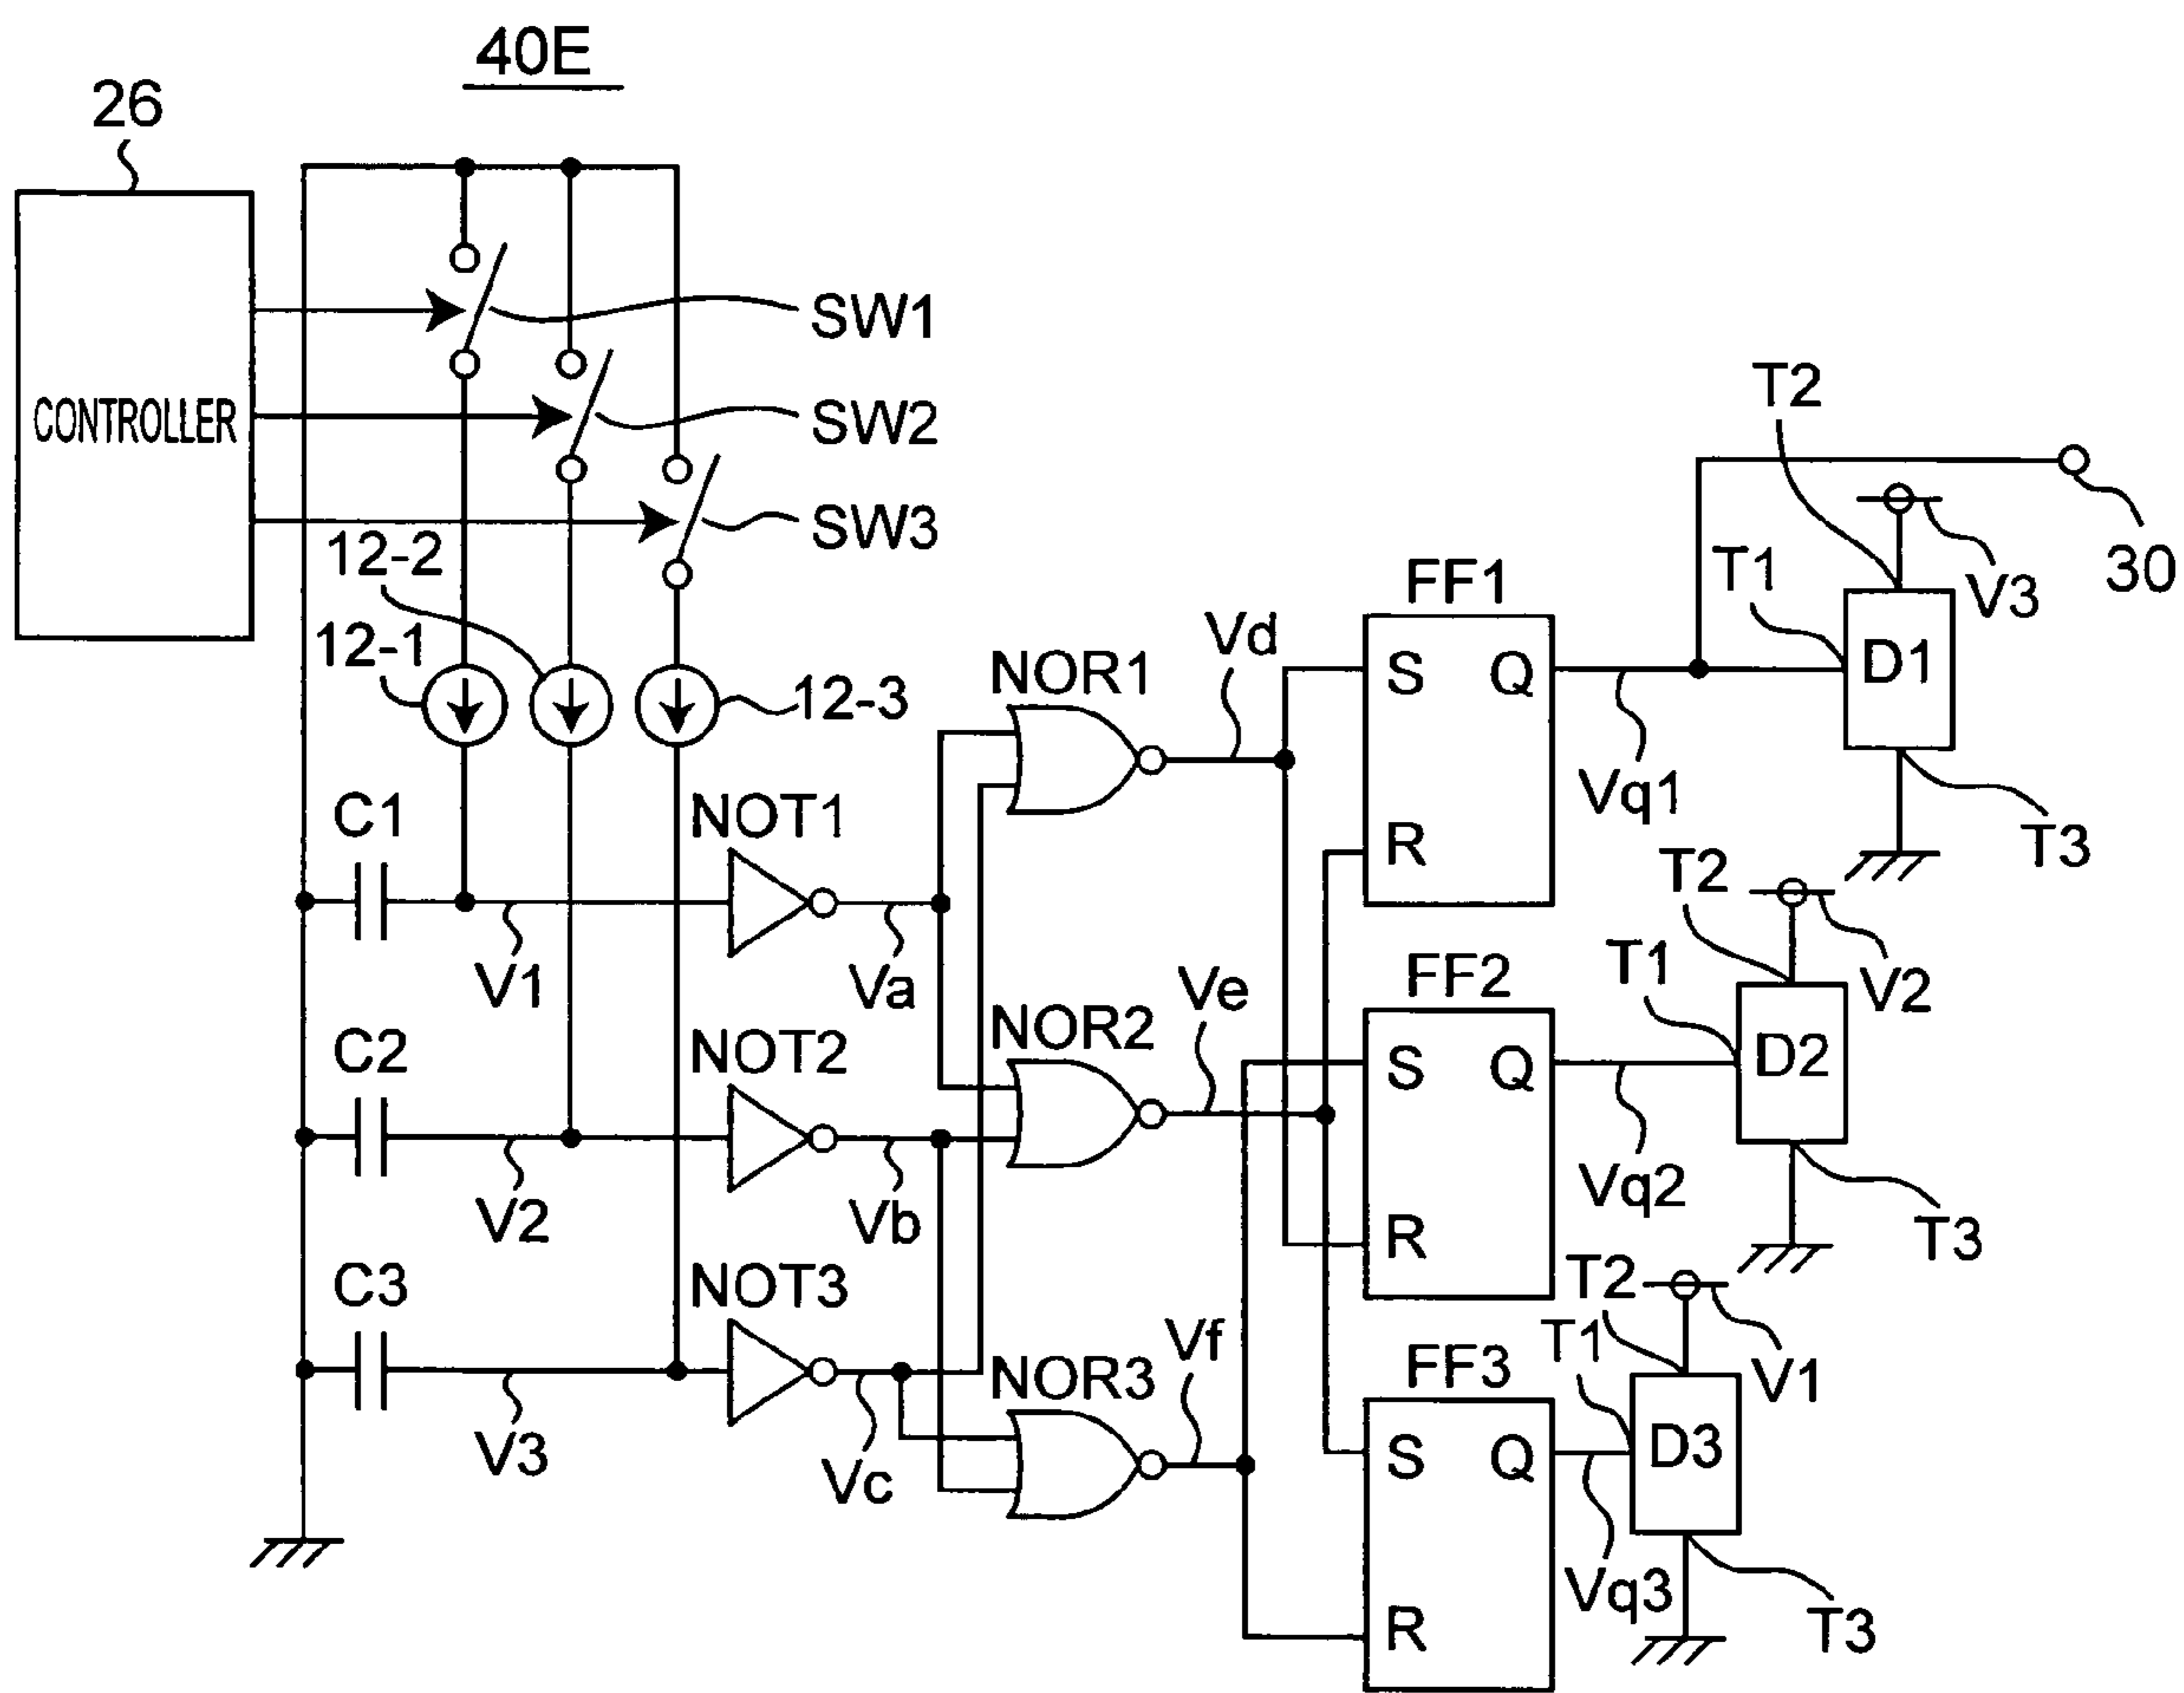 40E
26
CONTROLLER
SW1
SW2
SW3
12-2
12-1
12-3
T2
30
V3
T1
D1
T3
FF1
S Q
R
Vd
NOR1
Vq1
C1
NOT1
V1
Va
T2
V2
T1
D2
T3
FF2
S Q
R
Ve
NOR2
Vq2
C2
NOT2
V2
Vb
T2
V1
T1
D3
T3
FF3
S Q
R
Vf
NOR3
Vq3
C3
NOT3
V3
Vc